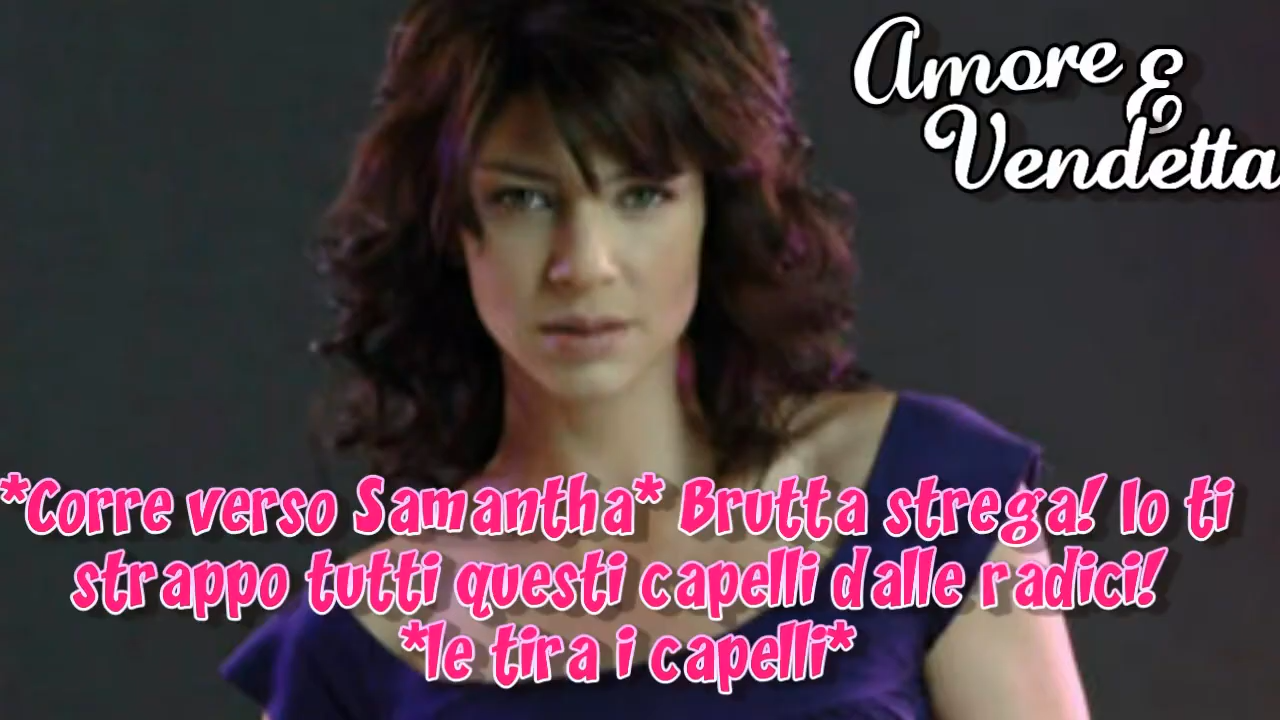 Amore E
Vendetta
*Corre verso Samantha* Brutta strega! Io ti
strappo tutti questi capelli dalle radici!
*le tira i capelli*